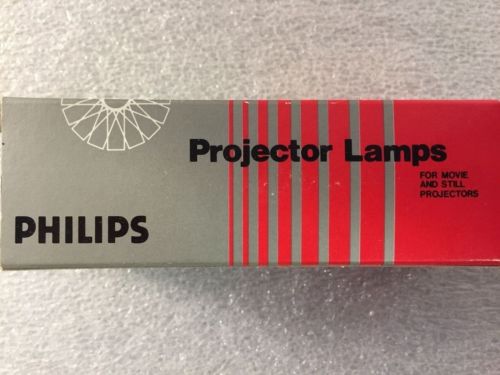 Projector Lamps
FOR MOVIE
AND STILL
PROJECTORS
PHILIPS